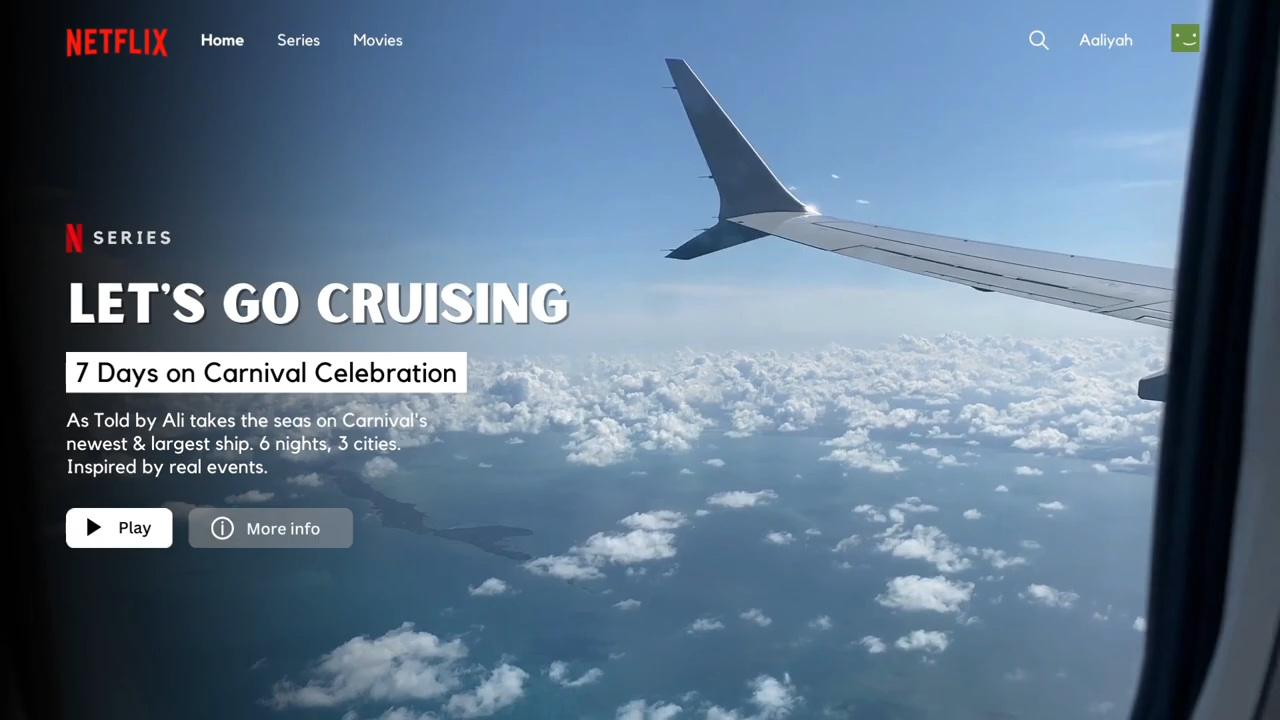 NETFLIX Home Series Movies Aaliyah
N SERIES
LET'S GO CRUISING
7 Days on Carnival Celebration
As Told by Ali takes the seas on Carnival's
newest & largest ship. 6 nights, 3 cities.
Inspired by real events.
Play More info